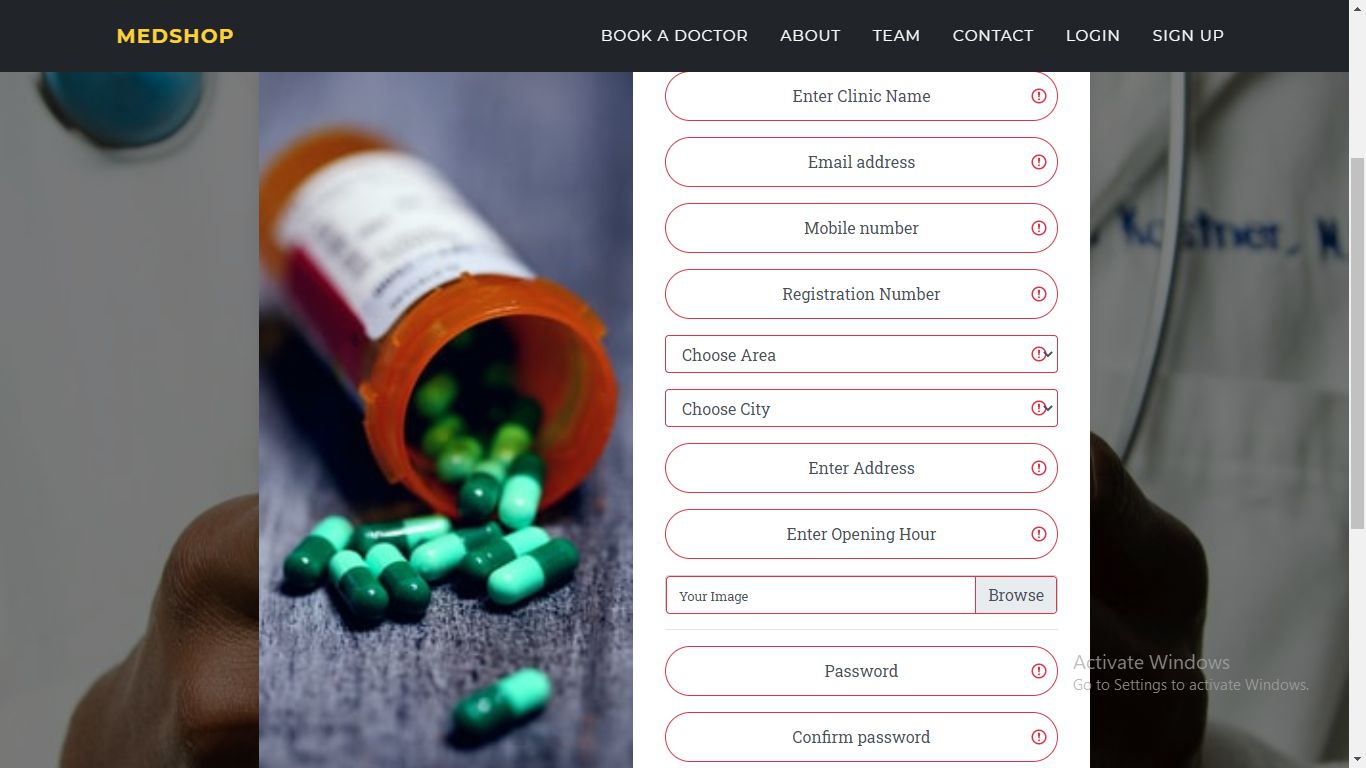 MEDSHOP
BOOK A DOCTOR
ABOUT
TEAM
CONTACT
LOGIN
SIGN UP
Enter Clinic Name
Email address
Mobile number
Registration Number
Choose Area
Choose City
Enter Address
Enter Opening Hour
Your Image
Browse
Password
Confirm password
Activate Windows
Go to Settings to activate Windows.